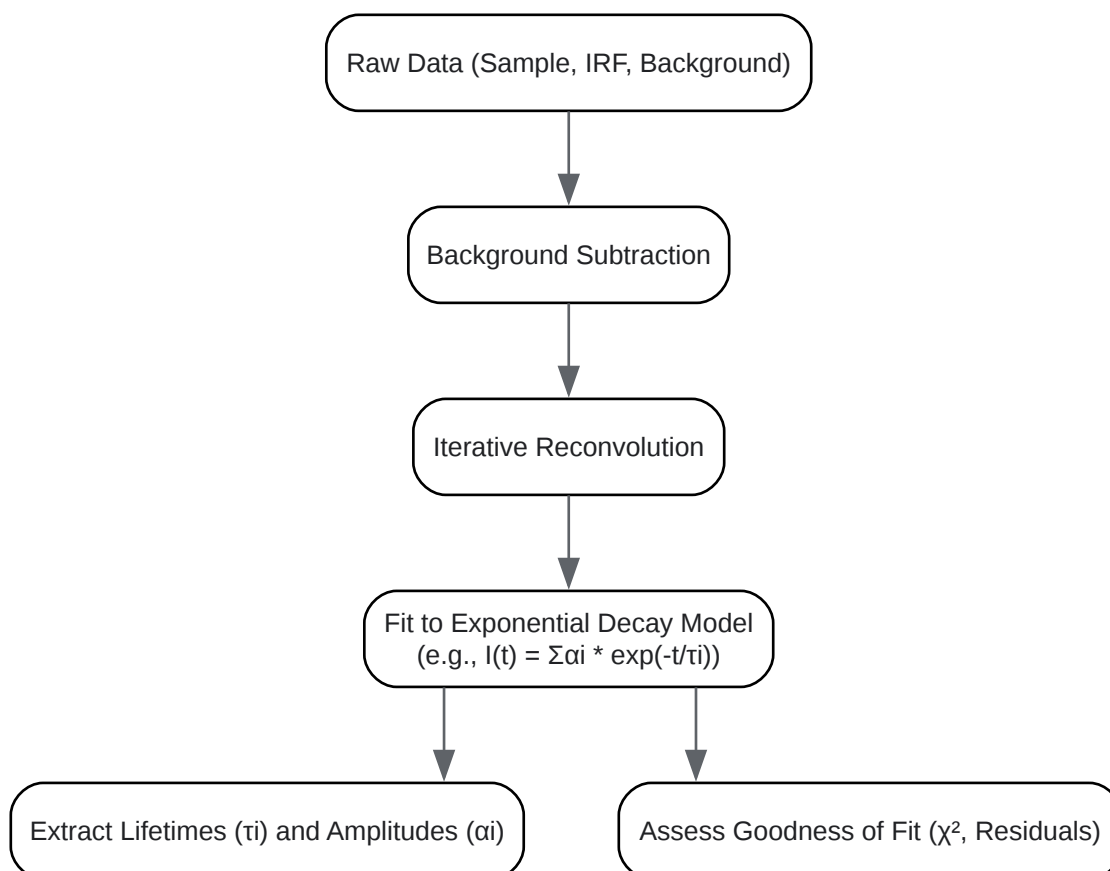 Raw Data (Sample, IRF, Background)
Background Subtraction
Iterative Reconvolution
Fit to Exponential Decay Model
(e.g., I(t) = Σαi * exp(-t/τi))
Extract Lifetimes (τi) and Amplitudes (αi)
Assess Goodness of Fit (χ², Residuals)